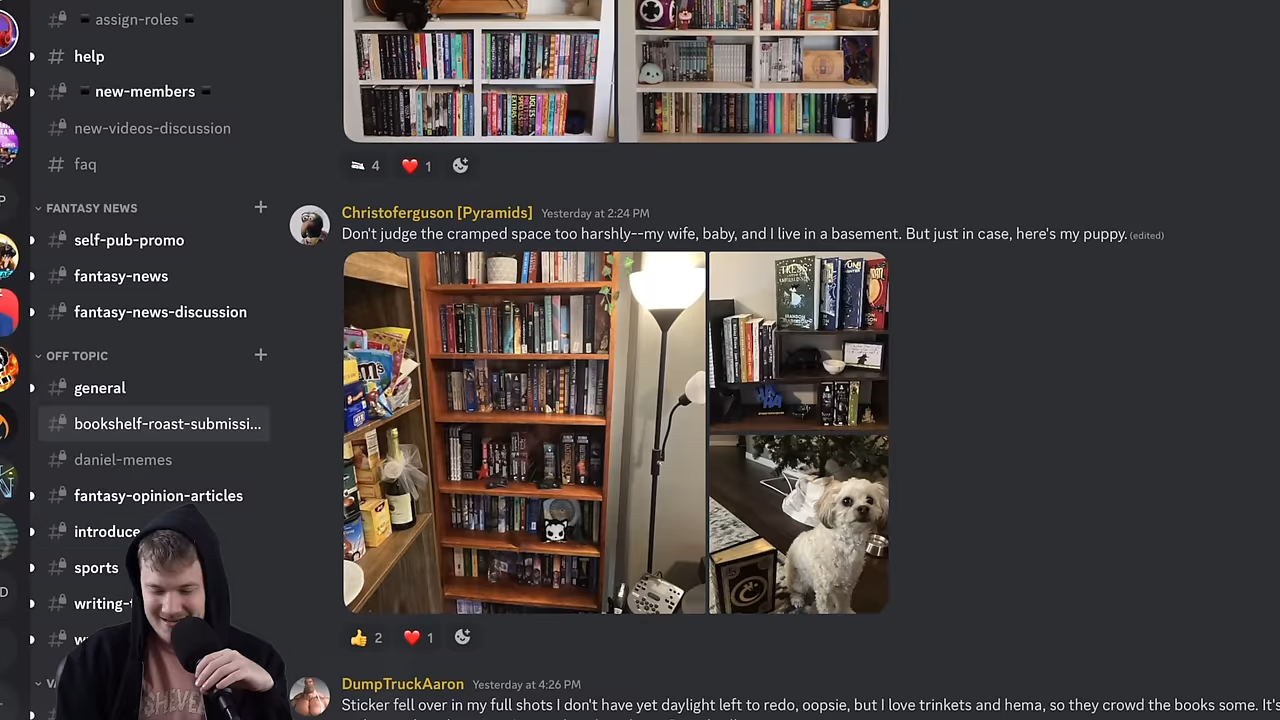 assign-roles
help
new-members
new-videos-discussion
faq
FANTASY NEWS
self-pub-promo
fantasy-news
fantasy-news-discussion
OFF TOPIC
general
bookshelf-roast-submissi...
daniel-memes
fantasy-opinion-articles
introduce
sports
writing-
4
1
Christoferguson [Pyramids] Yesterday at 2:24 PM
Don't judge the cramped space too harshly--my wife, baby, and I live in a basement. But just in case, here's my puppy. (edited)
2
1
DumpTruckAaron Yesterday at 4:26 PM
Sticker fell over in my full shots I don't have yet daylight left to redo, oopsie, but I love trinkets and hema, so they crowd the books some. It's